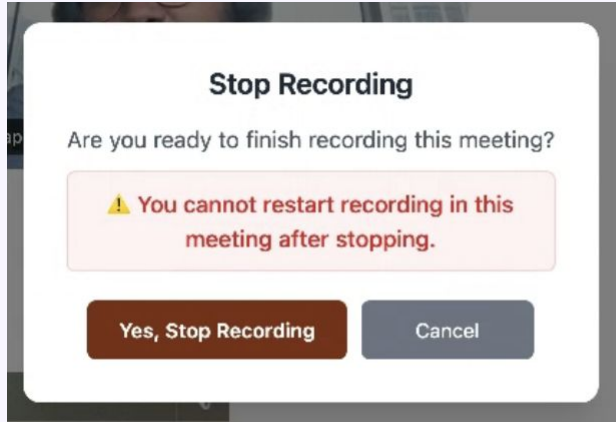 Stop Recording
Are you ready to finish recording this meeting?
⚠️ You cannot restart recording in this
meeting after stopping.
Yes, Stop Recording
Cancel